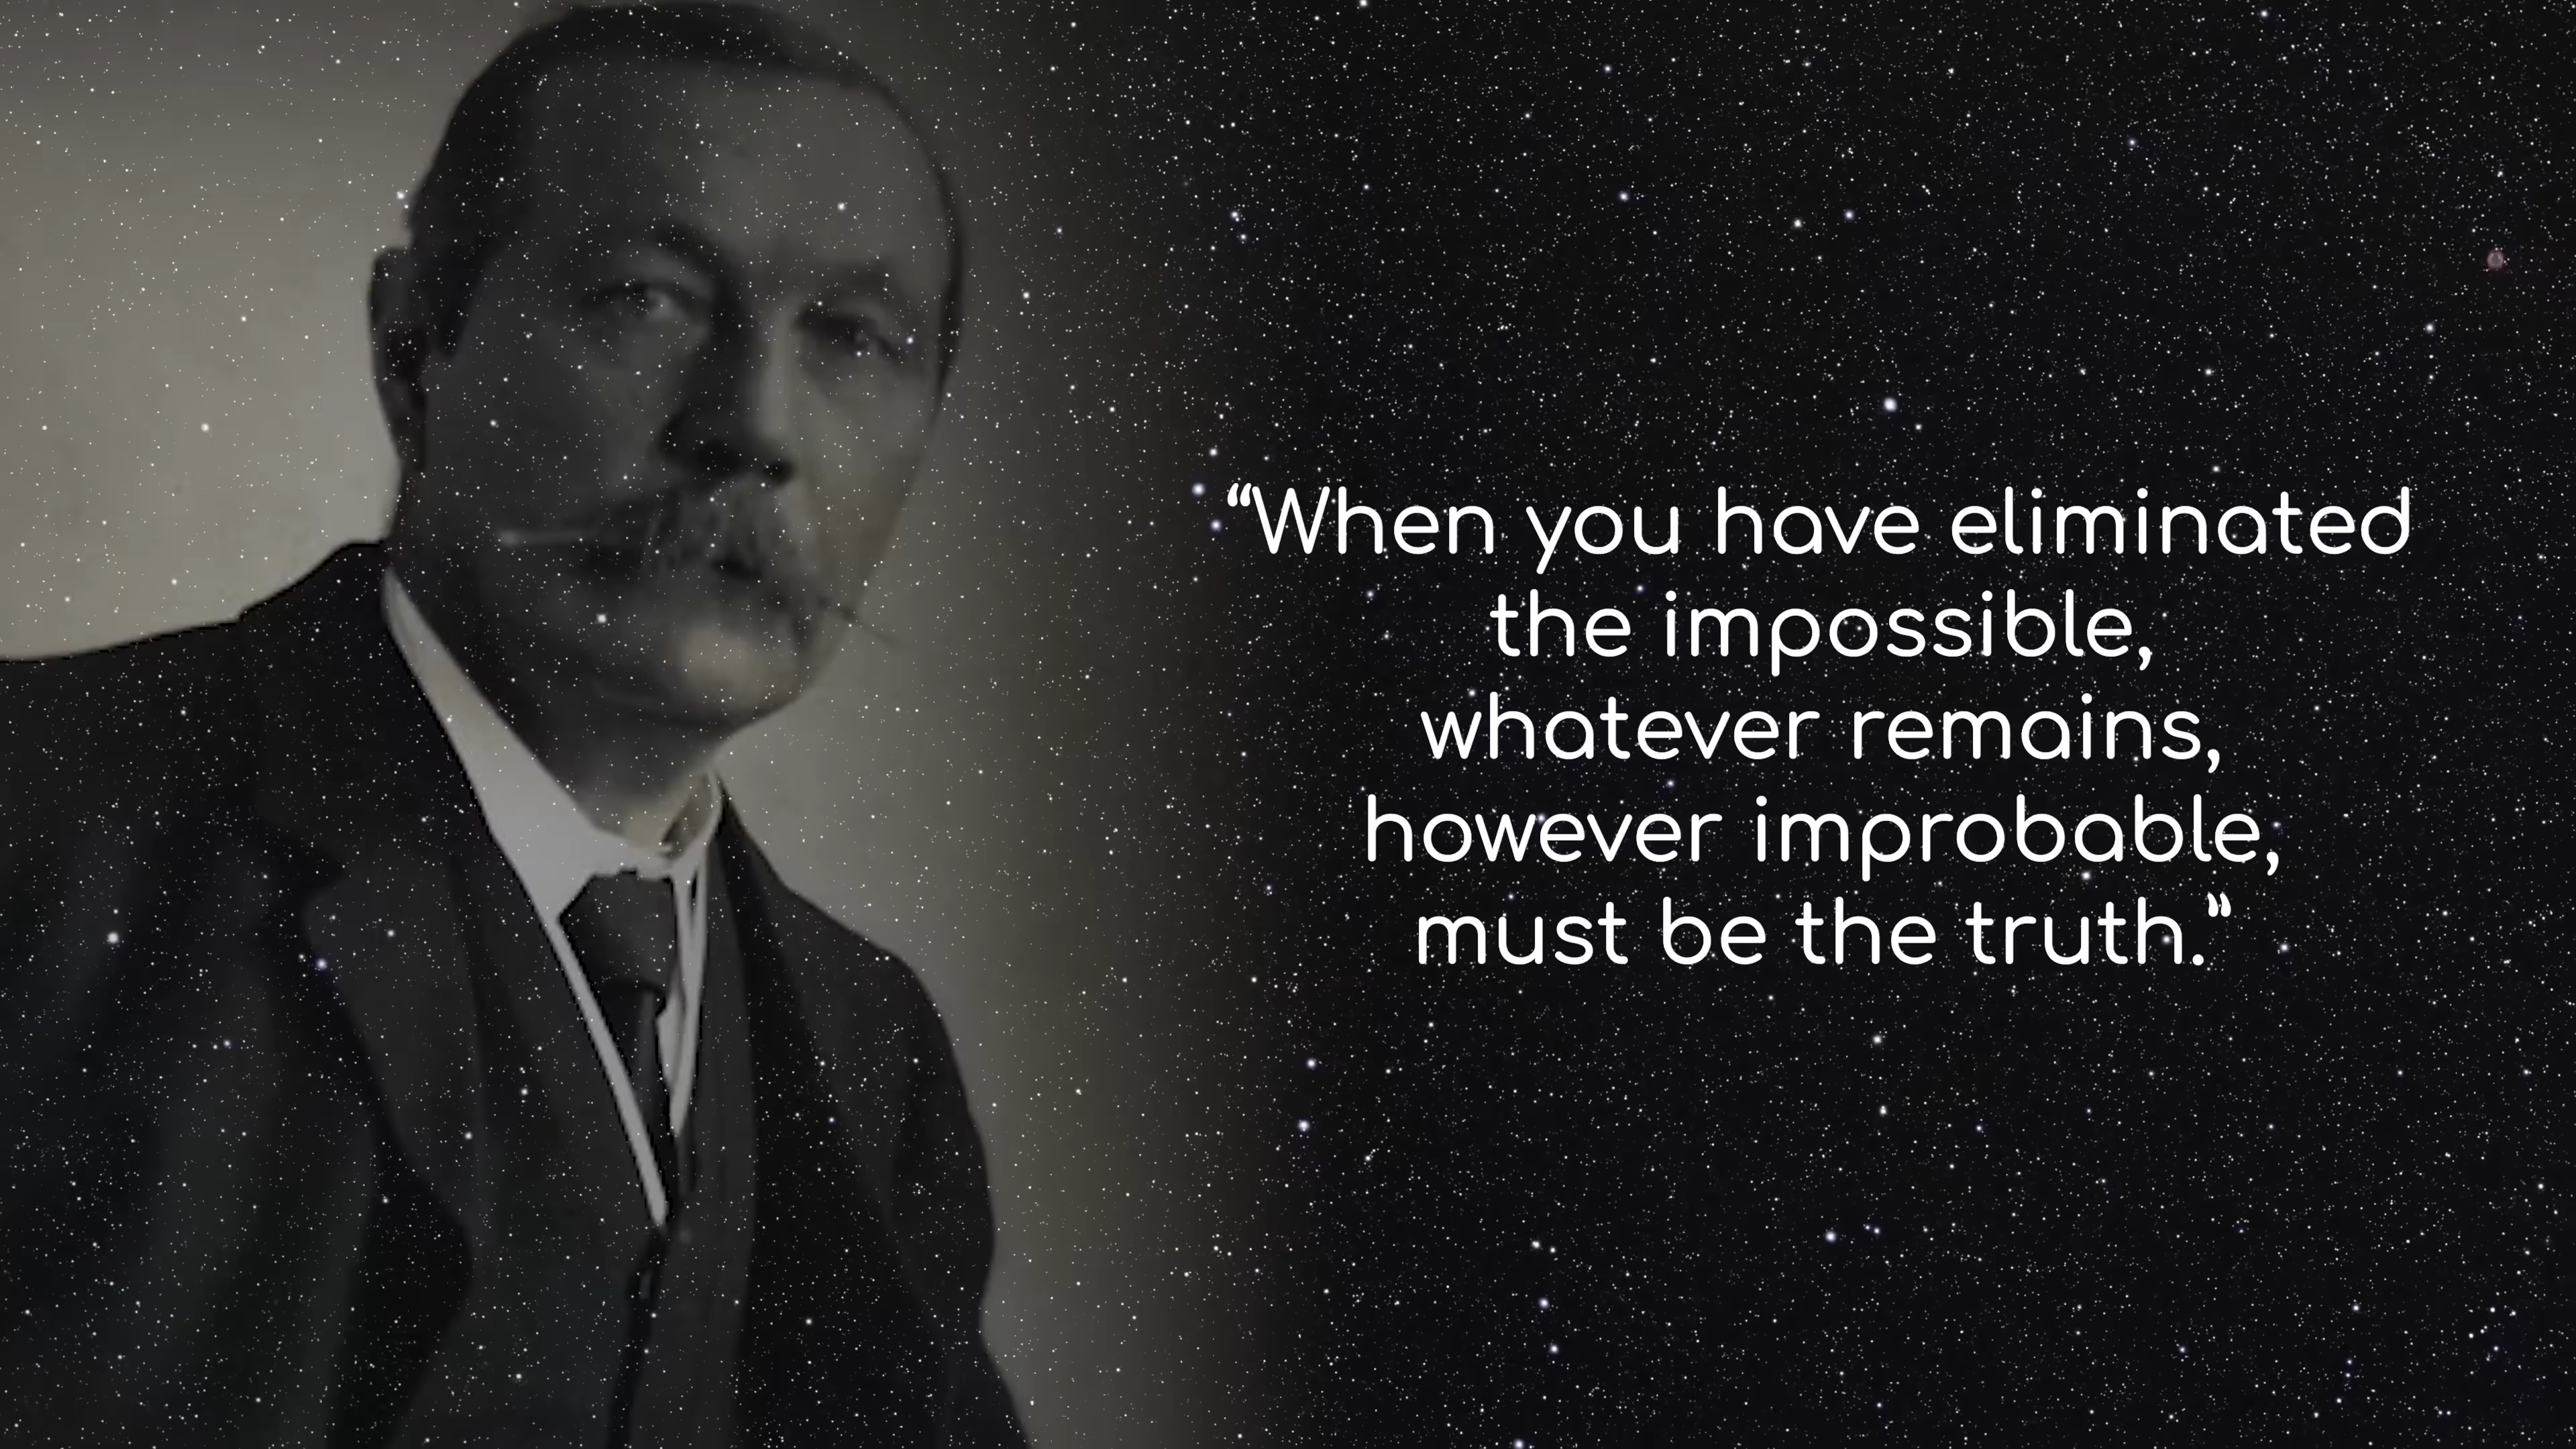 “When you have eliminated
the impossible,
whatever remains,
however improbable,
must be the truth.”